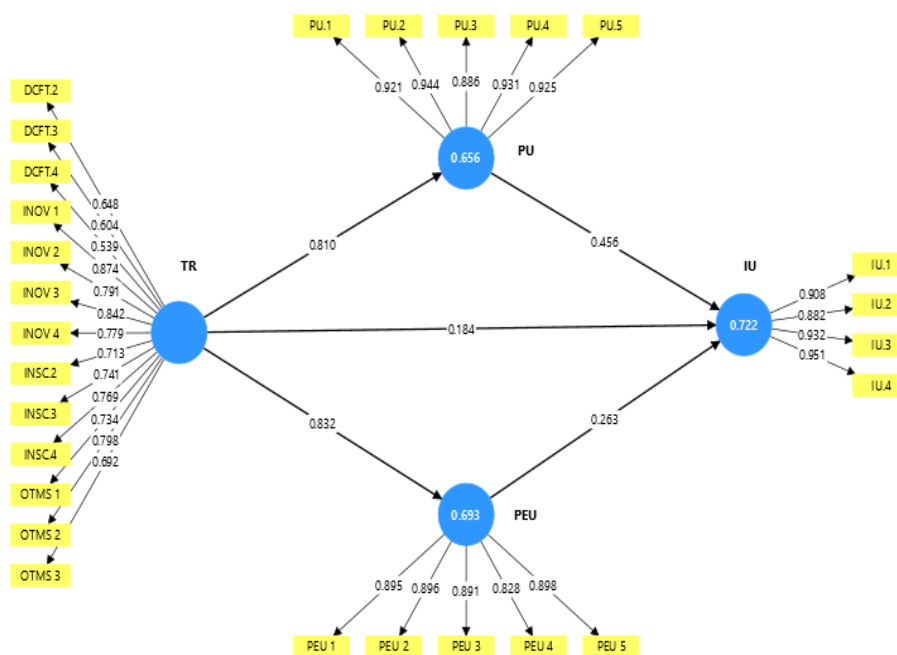 PU.1 PU.2 PU.3 PU.4 PU.5
0.921 0.944 0.886 0.931 0.925
0.656 PU
DCFT.2
DCFT.3
DCFT.4
INOV 1
INOV 2
INOV 3
INOV 4
INSC.2
INSC.3
INSC.4
OTMS 1
OTMS 2
OTMS 3
0.648
0.604
0.539
0.874
0.791
0.842
0.779
0.713
0.741
0.769
0.734
0.798
0.692
TR
0.810
0.184
0.832
0.456
0.263
IU
0.722
0.908
0.882
0.932
0.951
IU.1
IU.2
IU.3
IU.4
0.693 PEU
0.895 0.896 0.891 0.828 0.898
PEU 1 PEU 2 PEU 3 PEU 4 PEU 5